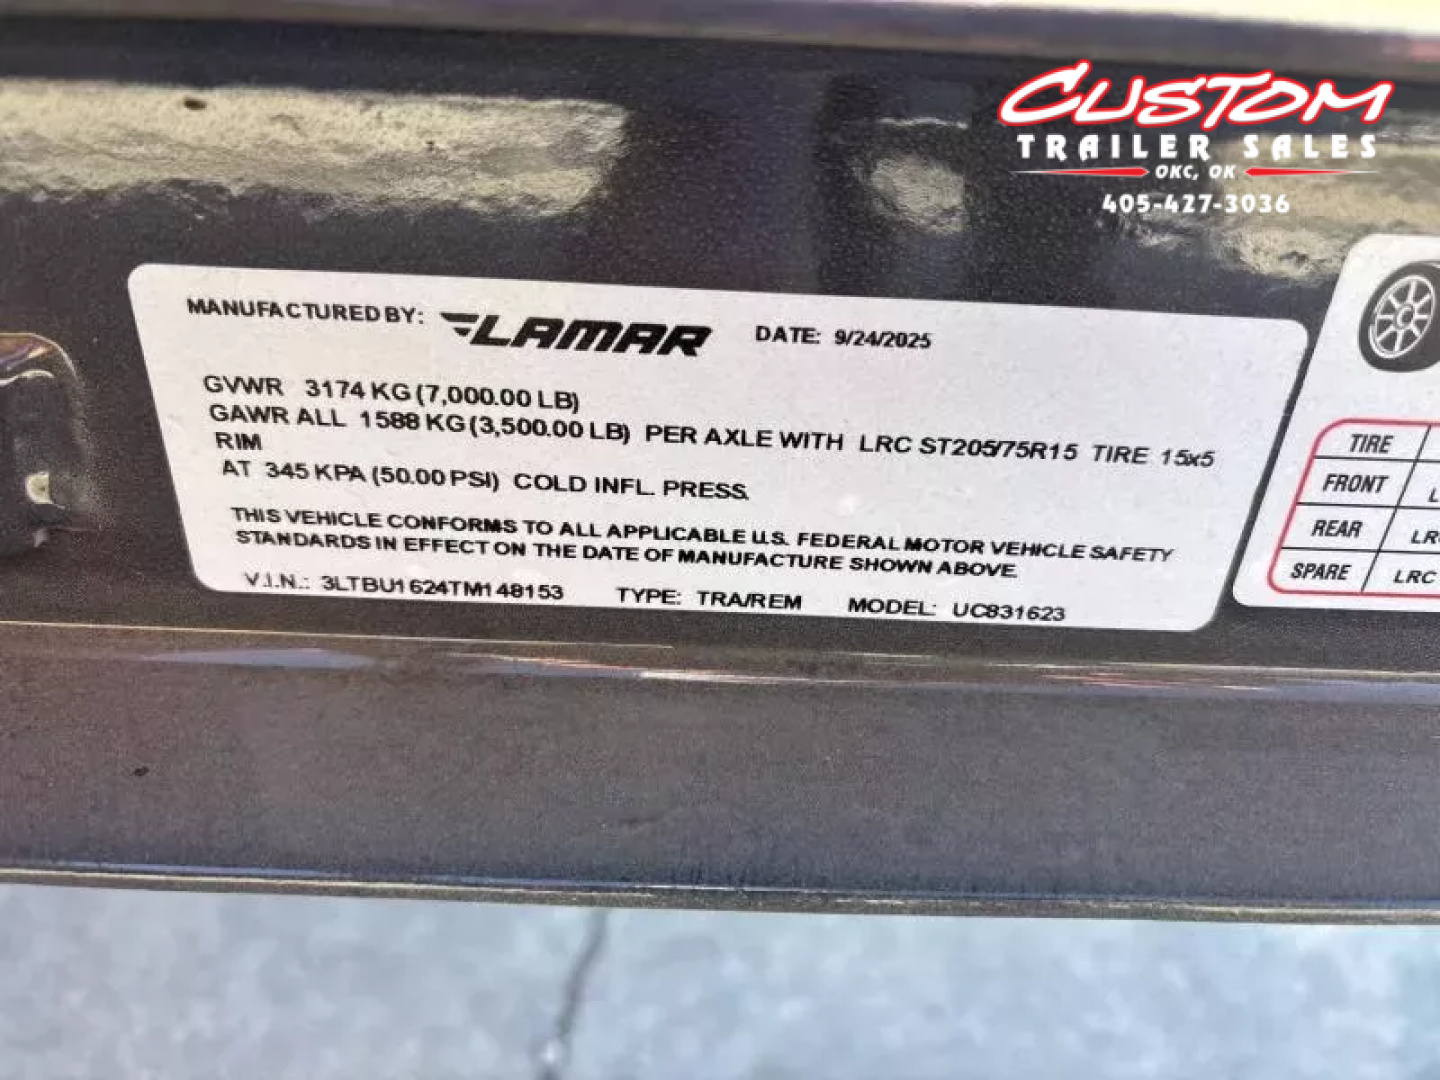 CUSTOM
TRAILER SALES
OKC, OK
405-427-3036
MANUFACTURED BY: LAMAR DATE: 9/24/2025
GVWR 3174 KG (7,000.00 LB)
GAWR ALL 1588 KG (3,500.00 LB) PER AXLE WITH LRC ST205/75R15 TIRE 15x5
RIM
AT 345 KPA (50.00 PSI) COLD INFL. PRESS.
THIS VEHICLE CONFORMS TO ALL APPLICABLE U.S. FEDERAL MOTOR VEHICLE SAFETY
STANDARDS IN EFFECT ON THE DATE OF MANUFACTURE SHOWN ABOVE.
V.I.N.: 3LTBU1624TM148153 TYPE: TRA/REM MODEL: UC831623
TIRE
FRONT L
REAR LR
SPARE LRC